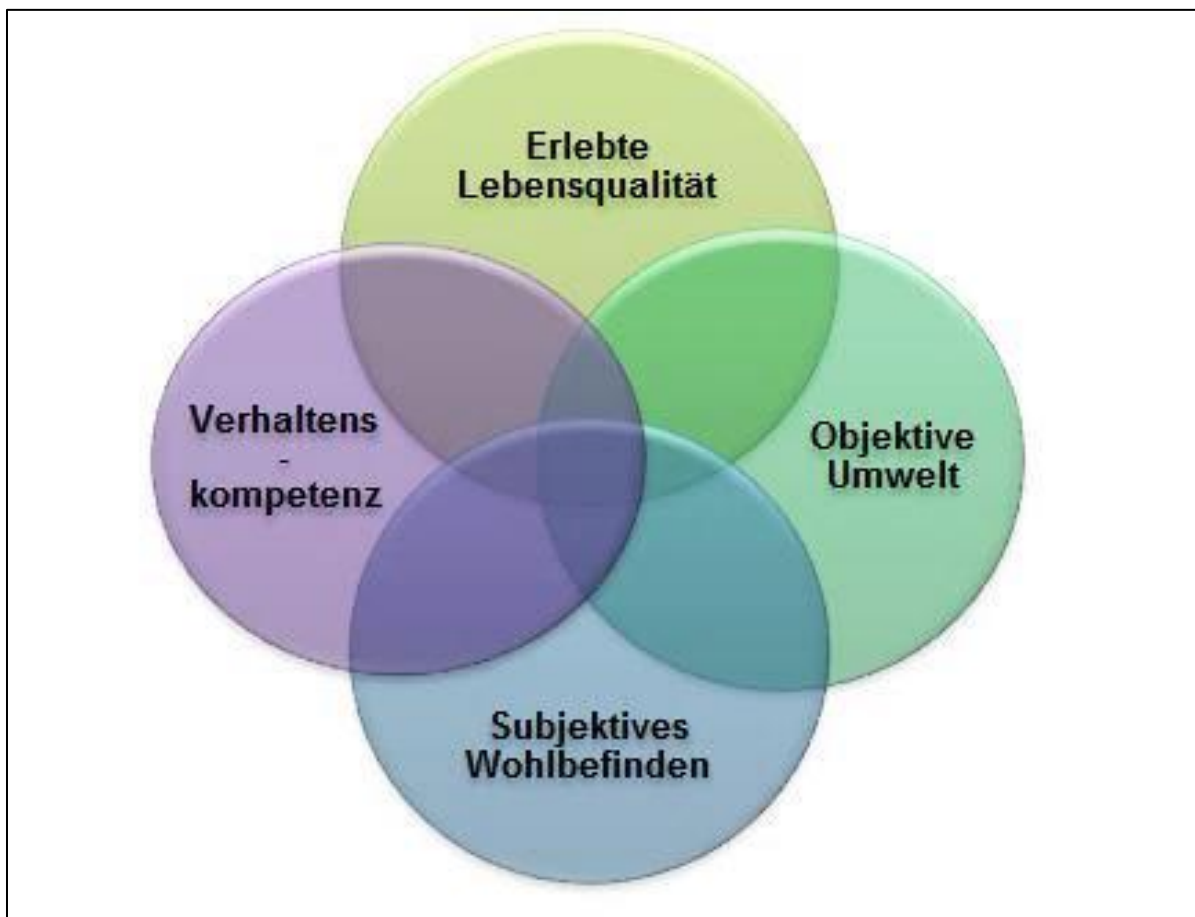 Erlebte
Lebensqualität
Verhaltens
-
kompetenz
Objektive
Umwelt
Subjektives
Wohlbefinden